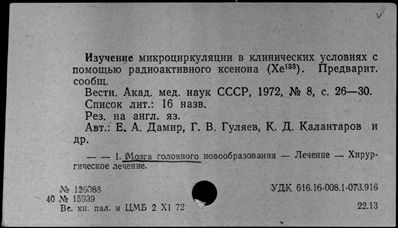 Изучение микроциркуляции в клинических условиях с
помощью радиоактивного ксенона (Xe¹³³). Предварит.
сообщ.
Вестн. Акад. мед. наук СССР, 1972, № 8, с. 26—30.
Список лит.: 16 назв.
Рез. на англ. яз.
Авт.: Е. А. Дамир, Г. В. Гуляев, К. Д. Калантаров и
др.
— — 1. Мозга головного новообразования — Лечение — Хирур-
гическое лечение.
№ 126088
УДК 616.16-008.1-073.916
40 № 15939
Вс. кн. пал. и ЦМБ 2 XI 72
22.13